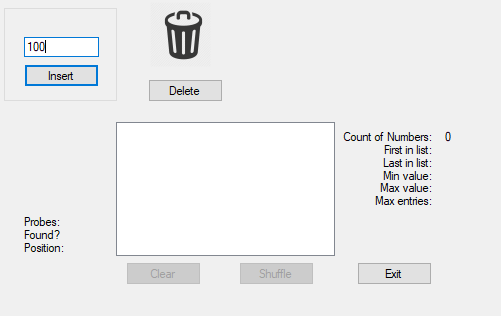 100
Insert
Delete
Count of Numbers: 0
First in list:
Last in list:
Min value:
Max value:
Max entries:
Probes:
Found?
Position:
Clear
Shuffle
Exit